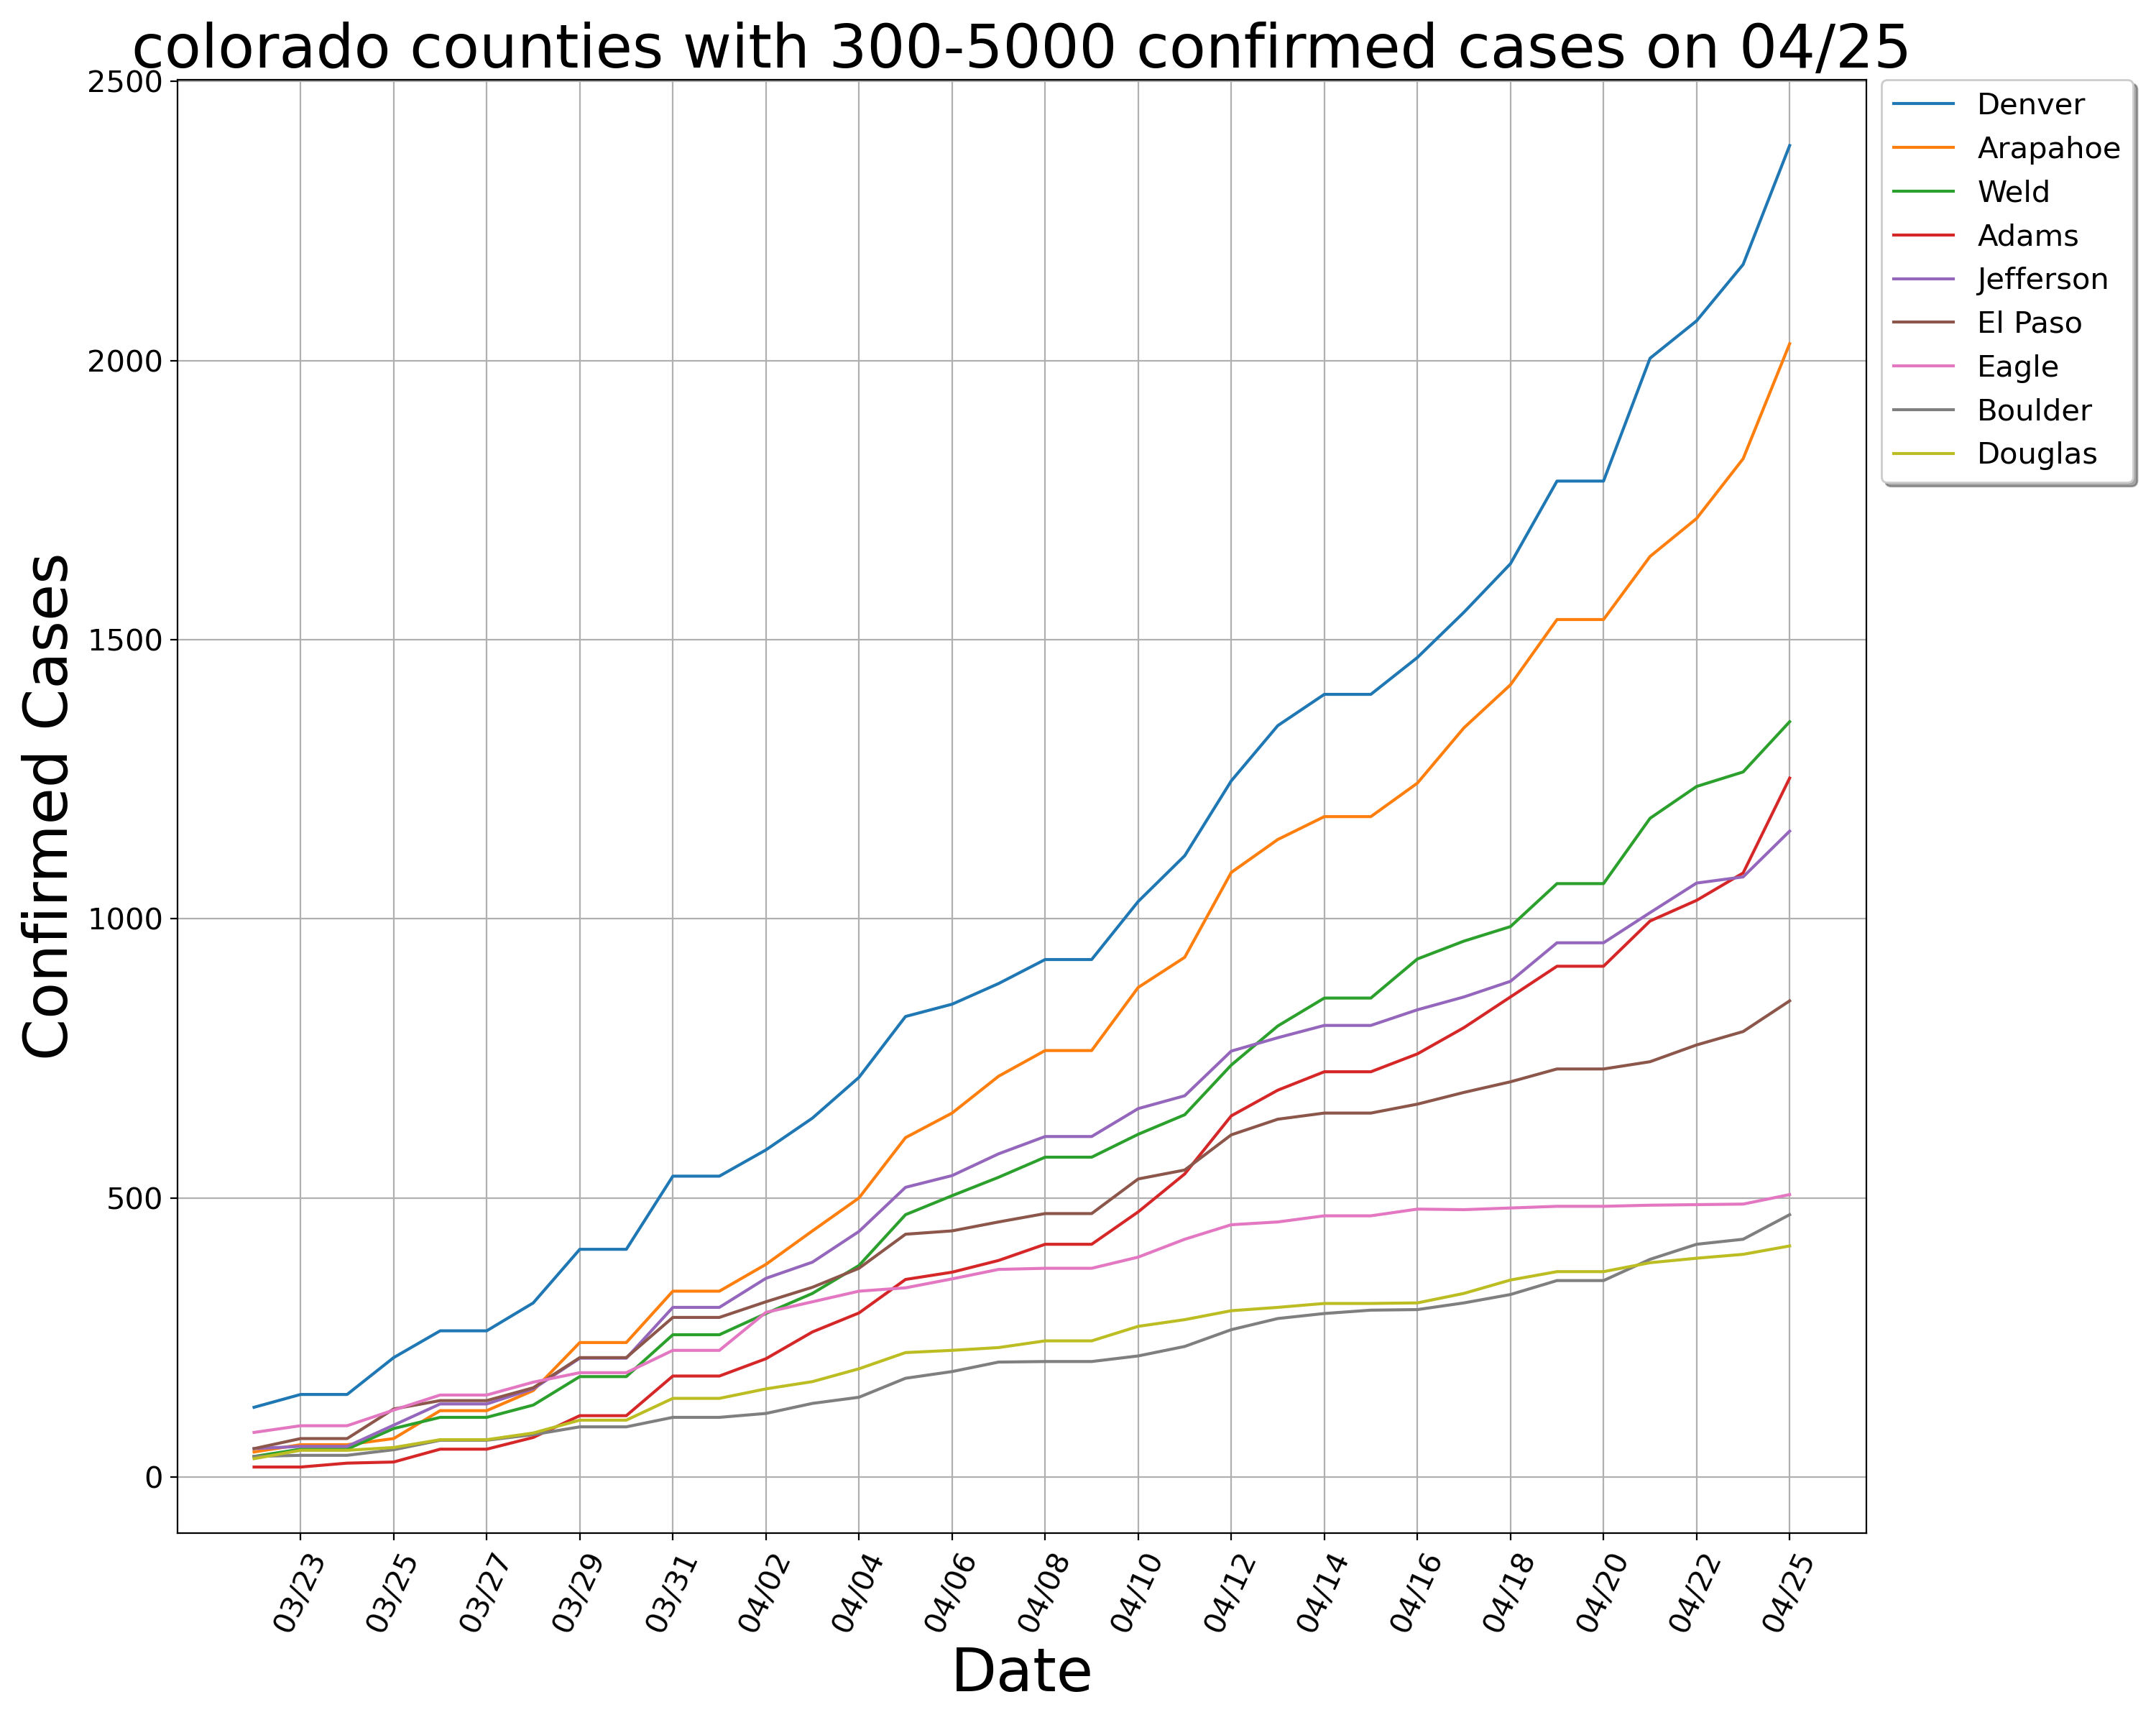 colorado counties with 300-5000 confirmed cases on 04/25
2500
2000
1500
1000
500
0
Confirmed Cases
03/23
03/25
03/27
03/29
03/31
04/02
04/04
04/06
04/08
04/10
04/12
04/14
04/16
04/18
04/20
04/22
04/25
Date
Denver
Arapahoe
Weld
Adams
Jefferson
El Paso
Eagle
Boulder
Douglas